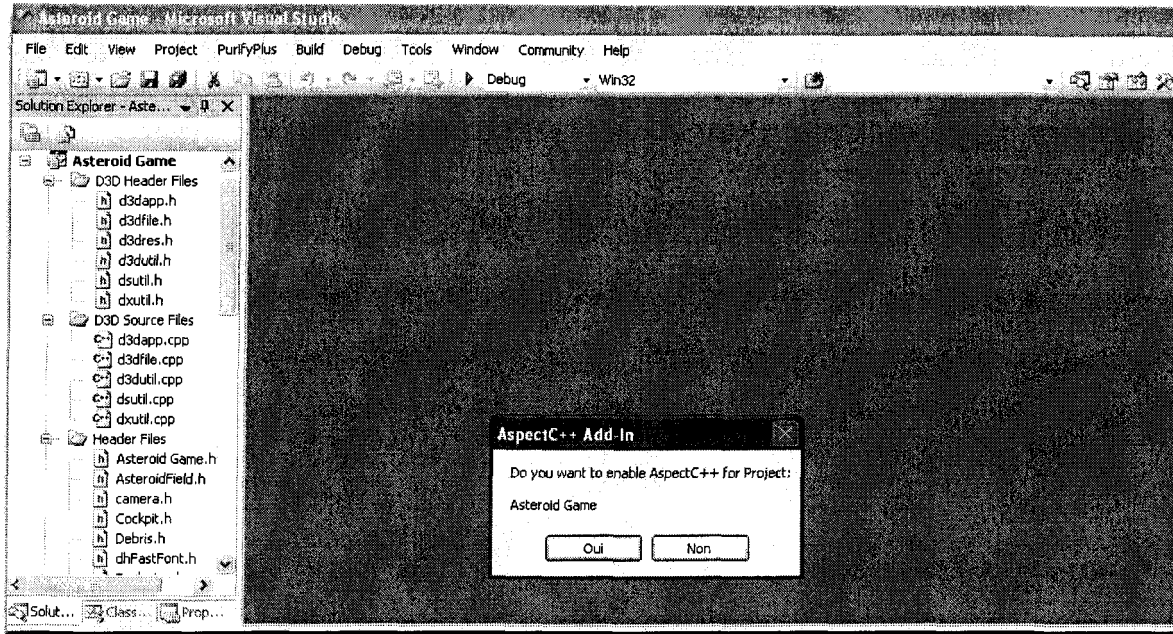 Asteroid Game - Microsoft Visual Studio
File Edit View Project PurifyPlus Build Debug Tools Window Community Help
Debug Win32
Solution Explorer - Aste...
Asteroid Game
D3D Header Files
d3dapp.h
d3dfile.h
d3dres.h
d3dutil.h
dsutil.h
dxutil.h
D3D Source Files
d3dapp.cpp
d3dfile.cpp
d3dutil.cpp
dsutil.cpp
dxutil.cpp
Header Files
Asteroid Game.h
AsteroidField.h
camera.h
Cockpit.h
Debris.h
dhFastFont.h
Solut... Class... Prop...
AspectC++ Add-In
Do you want to enable AspectC++ for Project:
Asteroid Game
Oui Non